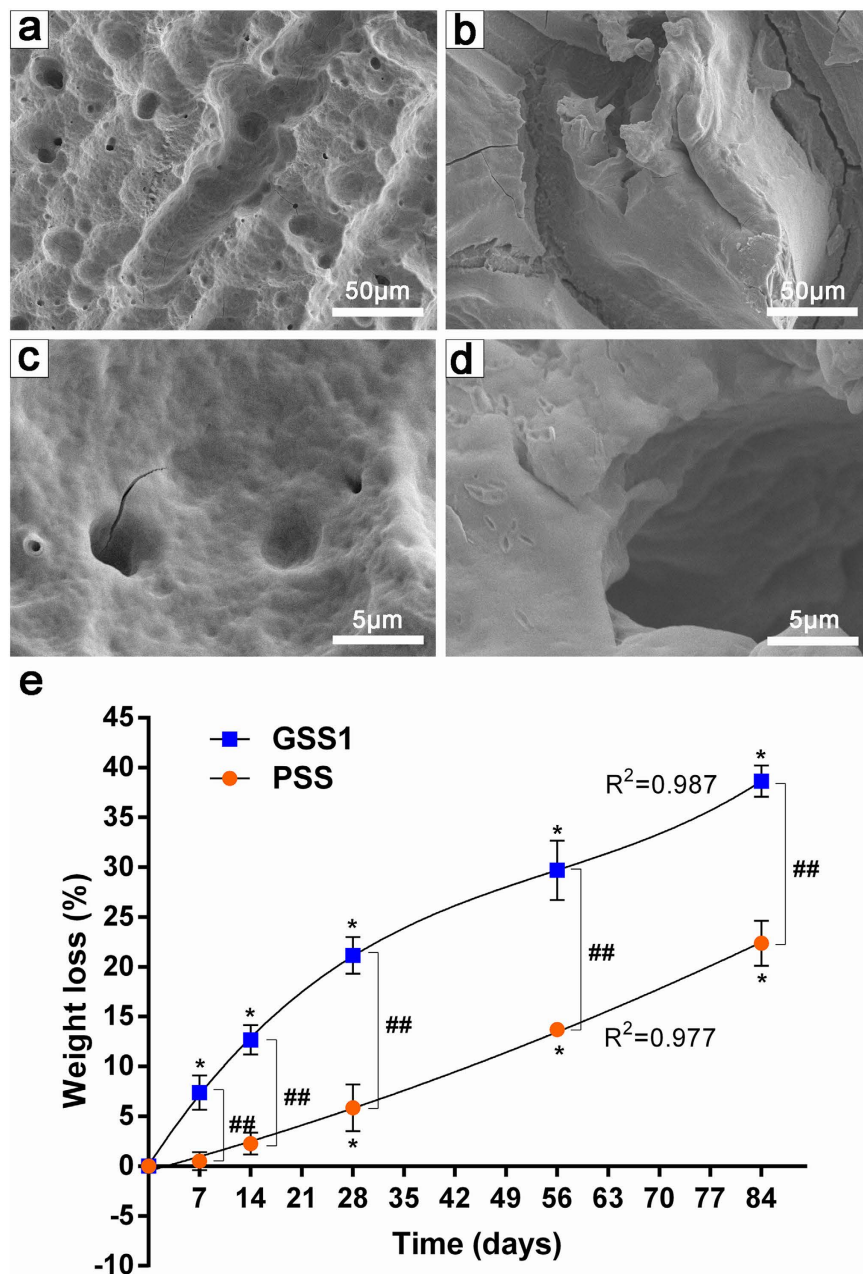 a
b
50µm
50µm
c
d
5µm
5µm
e
45
40
35
30
25
20
15
10
5
0
-5
-10
Weight loss (%)
GSS1
PSS
R²=0.987
R²=0.977
*
*
*
*
*
*
*
*
##
##
##
##
##
7 14 21 28 35 42 49 56 63 70 77 84
Time (days)